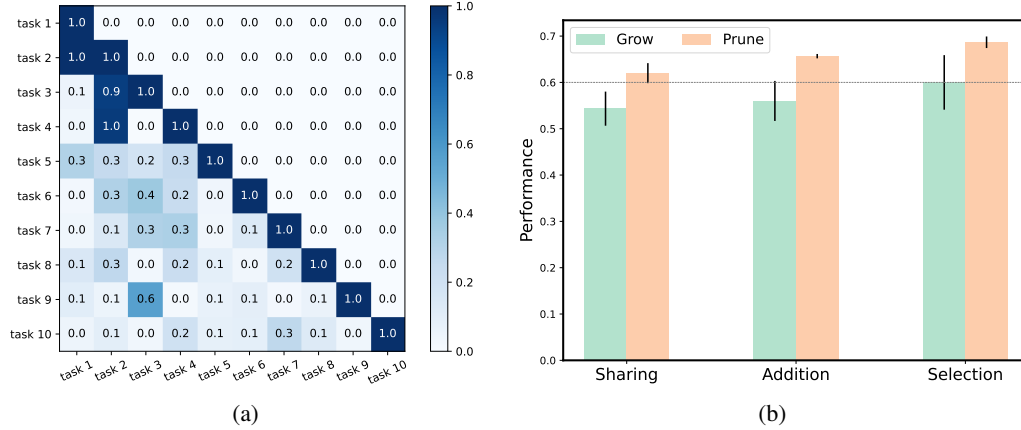 task 1 1.0 0.0 0.0 0.0 0.0 0.0 0.0 0.0 0.0 0.0
task 2 1.0 1.0 0.0 0.0 0.0 0.0 0.0 0.0 0.0 0.0
task 3 0.1 0.9 1.0 0.0 0.0 0.0 0.0 0.0 0.0 0.0
task 4 0.0 1.0 0.0 1.0 0.0 0.0 0.0 0.0 0.0 0.0
task 5 0.3 0.3 0.2 0.3 1.0 0.0 0.0 0.0 0.0 0.0
task 6 0.0 0.3 0.4 0.2 0.0 1.0 0.0 0.0 0.0 0.0
task 7 0.0 0.1 0.3 0.3 0.0 0.1 1.0 0.0 0.0 0.0
task 8 0.1 0.3 0.0 0.2 0.1 0.0 0.2 1.0 0.0 0.0
task 9 0.1 0.1 0.6 0.0 0.1 0.1 0.0 0.1 1.0 0.0
task 10 0.0 0.1 0.0 0.2 0.1 0.1 0.3 0.1 0.0 1.0
task 1 task 2 task 3 task 4 task 5 task 6 task 7 task 8 task 9 task 10
1.0
0.8
0.6
0.4
0.2
0.0
(a)
Performance
0.7
0.6
0.5
0.4
0.3
0.2
0.1
0.0
Grow Prune
Sharing Addition Selection
(b)